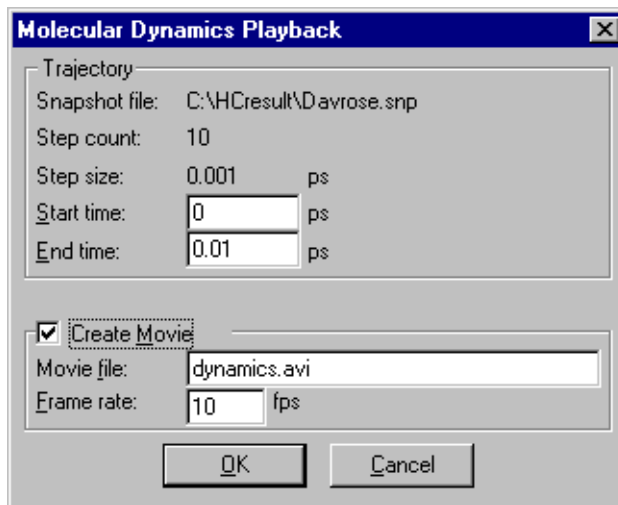 Molecular Dynamics Playback
Trajectory
Snapshot file: C:\HCresult\Davrose.snp
Step count: 10
Step size: 0.001 ps
Start time: 0 ps
End time: 0.01 ps
Create Movie
Movie file: dynamics.avi
Frame rate: 10 fps
OK Cancel